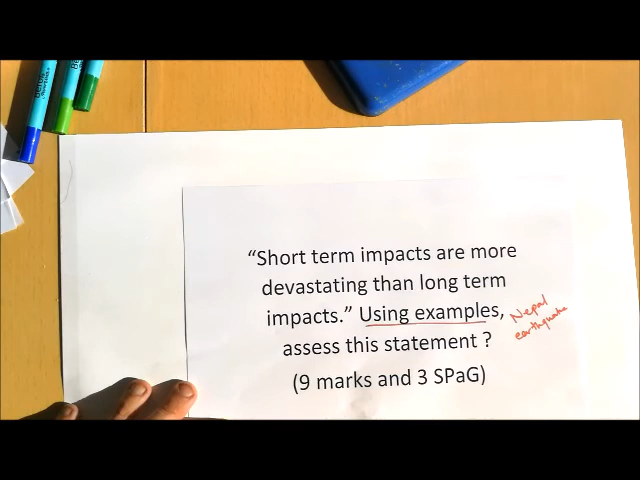 “Short term impacts are more
devastating than long term
impacts.” Using examples,
Nepal
earthquake
assess this statement ?
(9 marks and 3 SPaG)